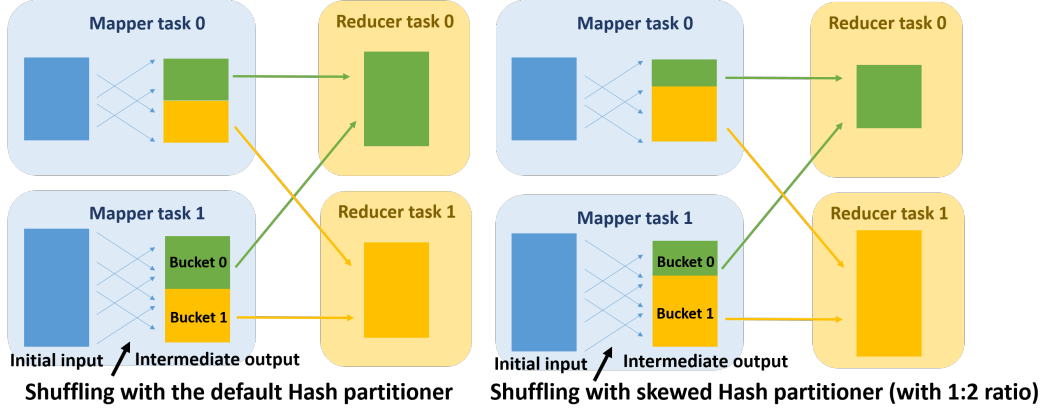 Mapper task 0
Reducer task 0
Mapper task 1
Reducer task 1
Bucket 0
Bucket 1
Initial input
Intermediate output
Shuffling with the default Hash partitioner
Mapper task 0
Reducer task 0
Mapper task 1
Reducer task 1
Bucket 0
Bucket 1
Initial input
Intermediate output
Shuffling with skewed Hash partitioner (with 1:2 ratio)